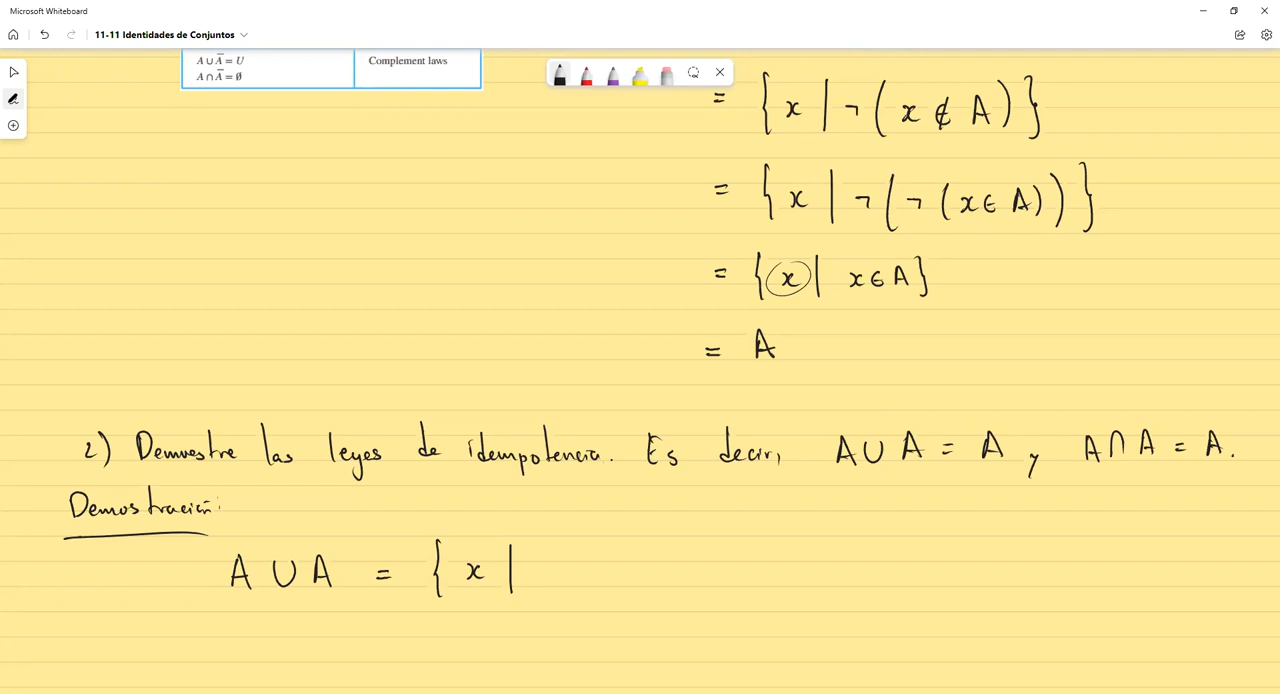 Microsoft Whiteboard
11-11 Identidades de Conjuntos
A ∪ A̅ = U
A ∩ A̅ = Ø
Complement laws
= { x | ¬ ( x ∉ A ) }
= { x | ¬ ( ¬ ( x ∈ A ) ) }
= { x | x ∈ A }
= A
2) Demuestre las leyes de idempotencia. Es decir, A ∪ A = A y A ∩ A = A.
Demostración:
A ∪ A = { x |